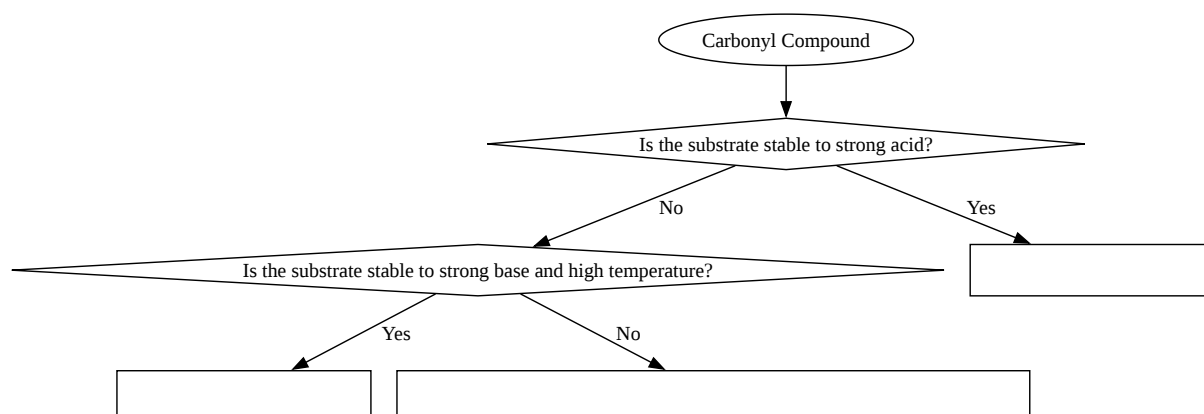 Carbonyl Compound
Is the substrate stable to strong acid?
No
Yes
Is the substrate stable to strong base and high temperature?
Yes
No